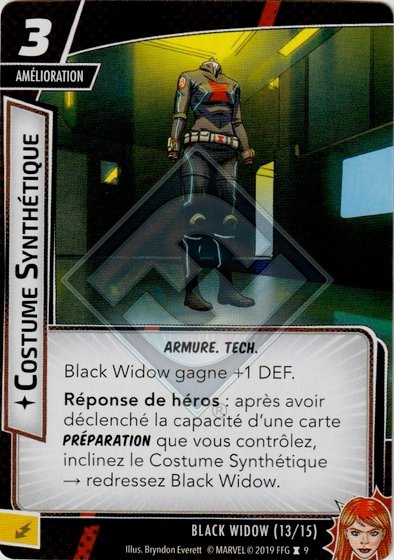 3
AMÉLIORATION
COSTUME SYNTHÉTIQUE
ARMURE. TECH.
Black Widow gagne +1 DEF.
Réponse de héros : après avoir
déclenché la capacité d'une carte
PRÉPARATION que vous contrôlez,
inclinez le Costume Synthétique
→ redressez Black Widow.
BLACK WIDOW (13/15)
Illus. Bryndon Everett © MARVEL © 2019 FFG 9